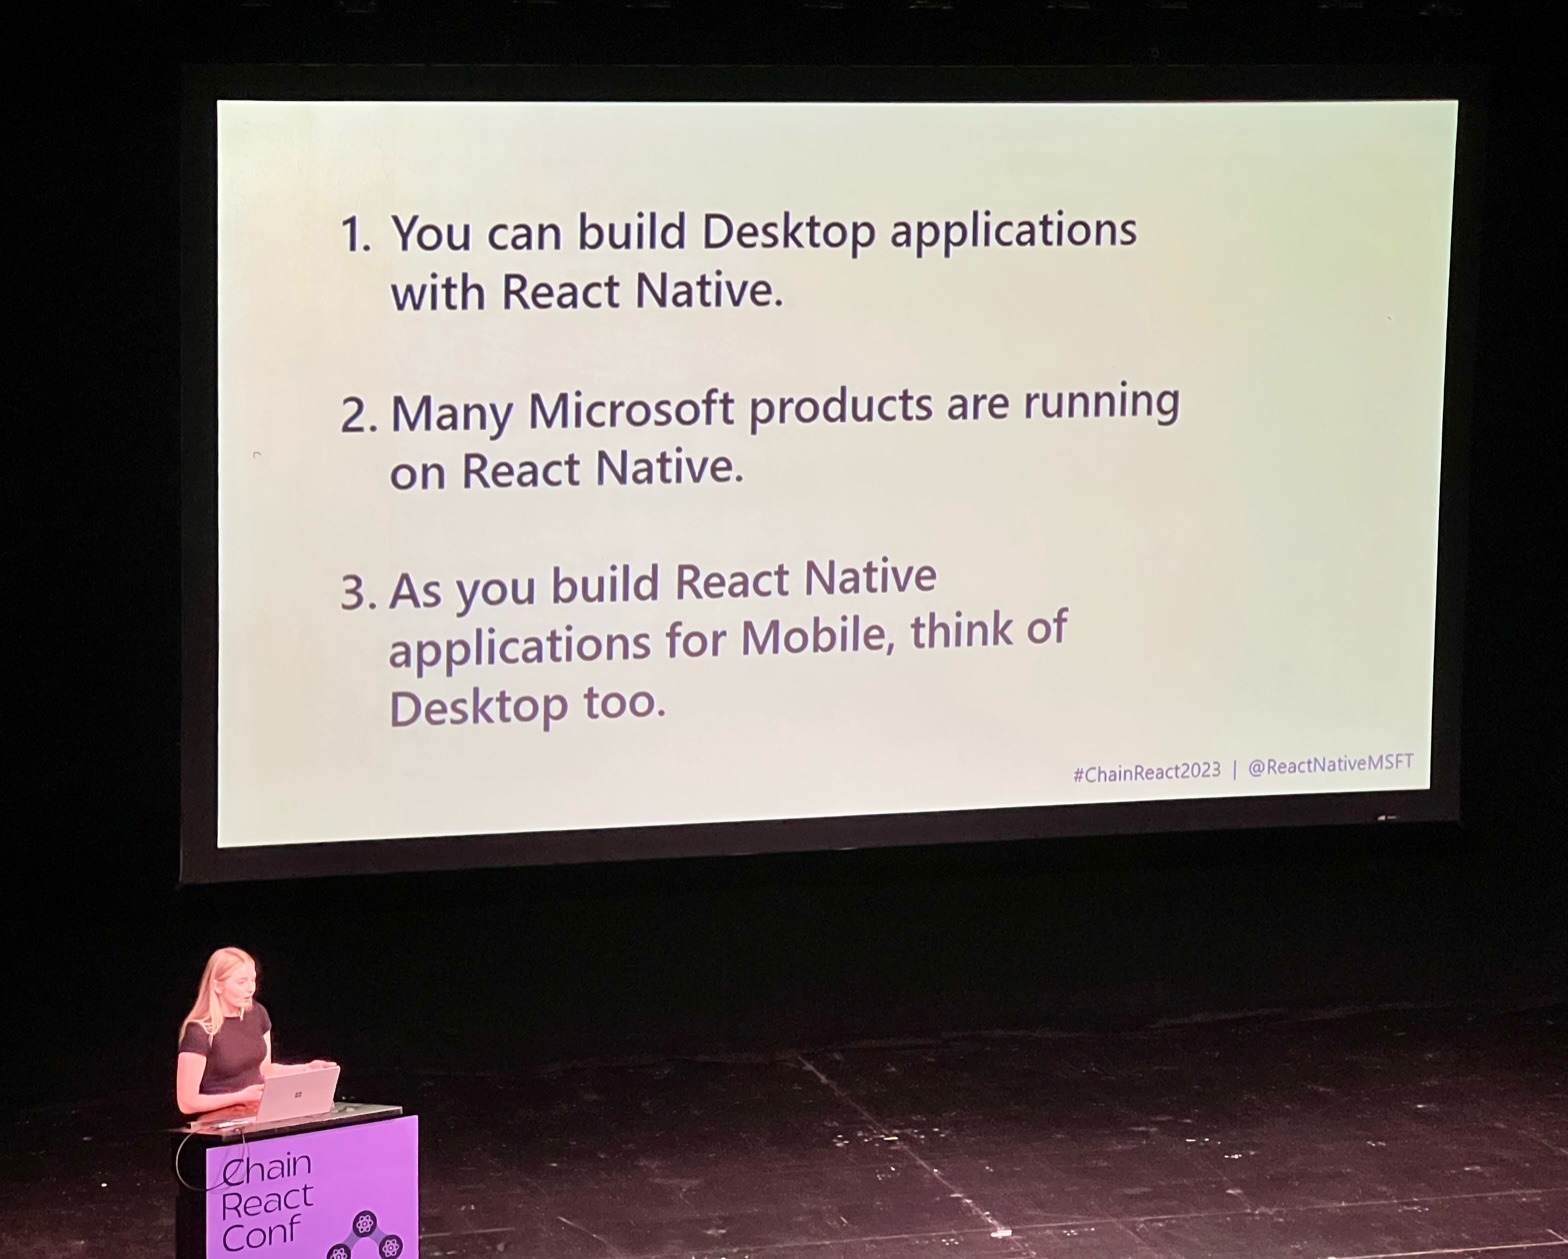 1. You can build Desktop applications
with React Native.
2. Many Microsoft products are running
on React Native.
3. As you build React Native
applications for Mobile, think of
Desktop too.
#ChainReact2023 | @ReactNativeMSFT
Chain
React
Conf